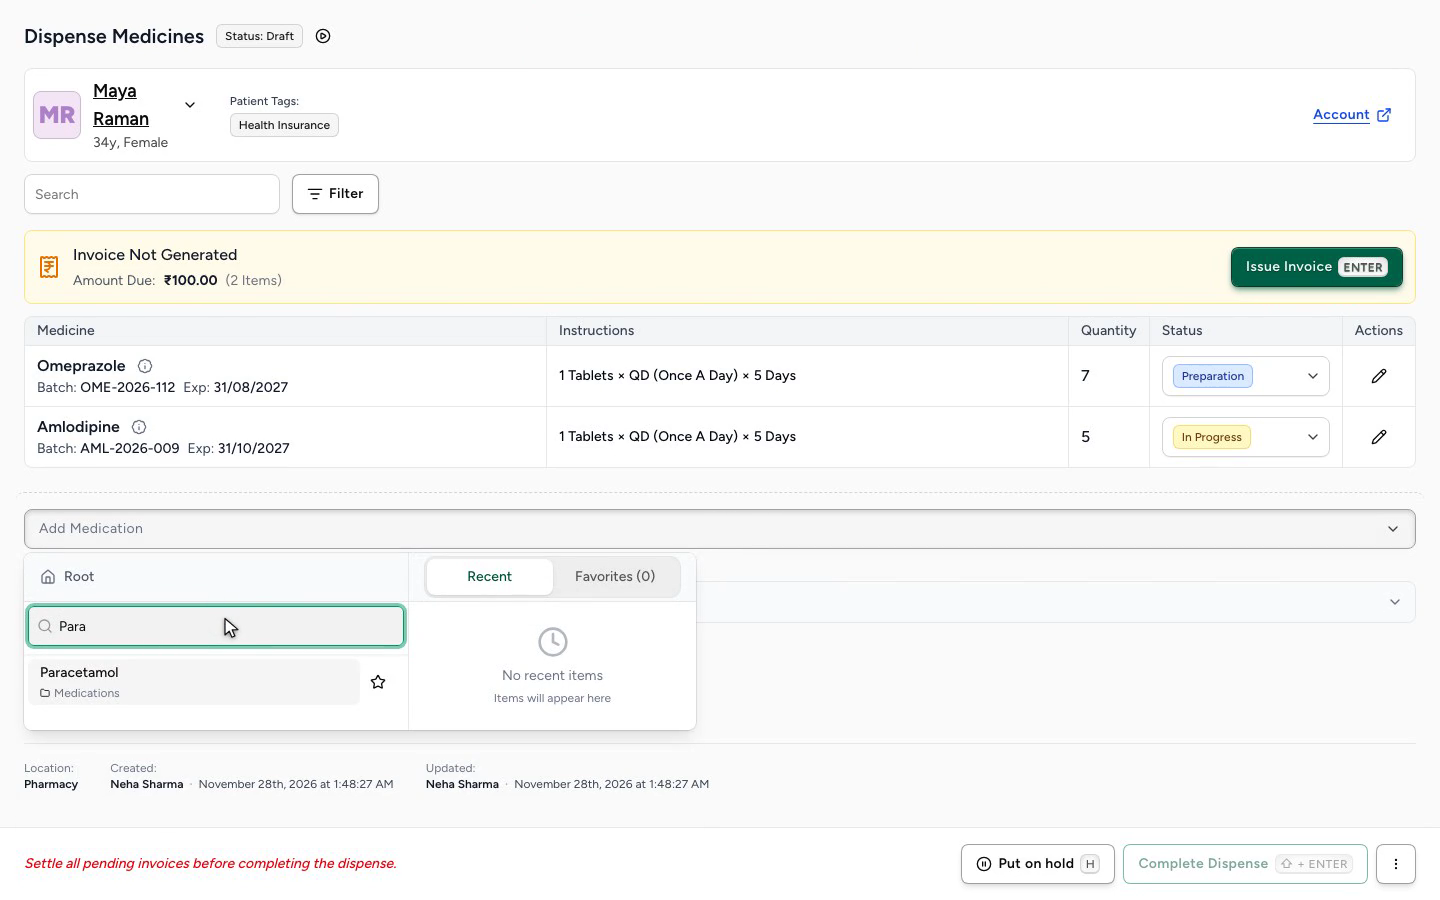 Dispense Medicines
Status: Draft
MR
Maya
Raman
34y, Female
Patient Tags:
Health Insurance
Account
Search
Filter
Invoice Not Generated
Amount Due: ₹100.00 (2 Items)
Issue Invoice ENTER
Medicine Instructions Quantity Status Actions
Omeprazole
Batch: OME-2026-112 Exp: 31/08/2027
1 Tablets × QD (Once A Day) × 5 Days
7
Preparation
Amlodipine
Batch: AML-2026-009 Exp: 31/10/2027
1 Tablets × QD (Once A Day) × 5 Days
5
In Progress
Add Medication
Root
Recent
Favorites (0)
Para
Paracetamol
Medications
No recent items
Items will appear here
Location:
Pharmacy
Created:
Neha Sharma · November 28th, 2026 at 1:48:27 AM
Updated:
Neha Sharma · November 28th, 2026 at 1:48:27 AM
Settle all pending invoices before completing the dispense.
Put on hold H
Complete Dispense ⇧ + ENTER